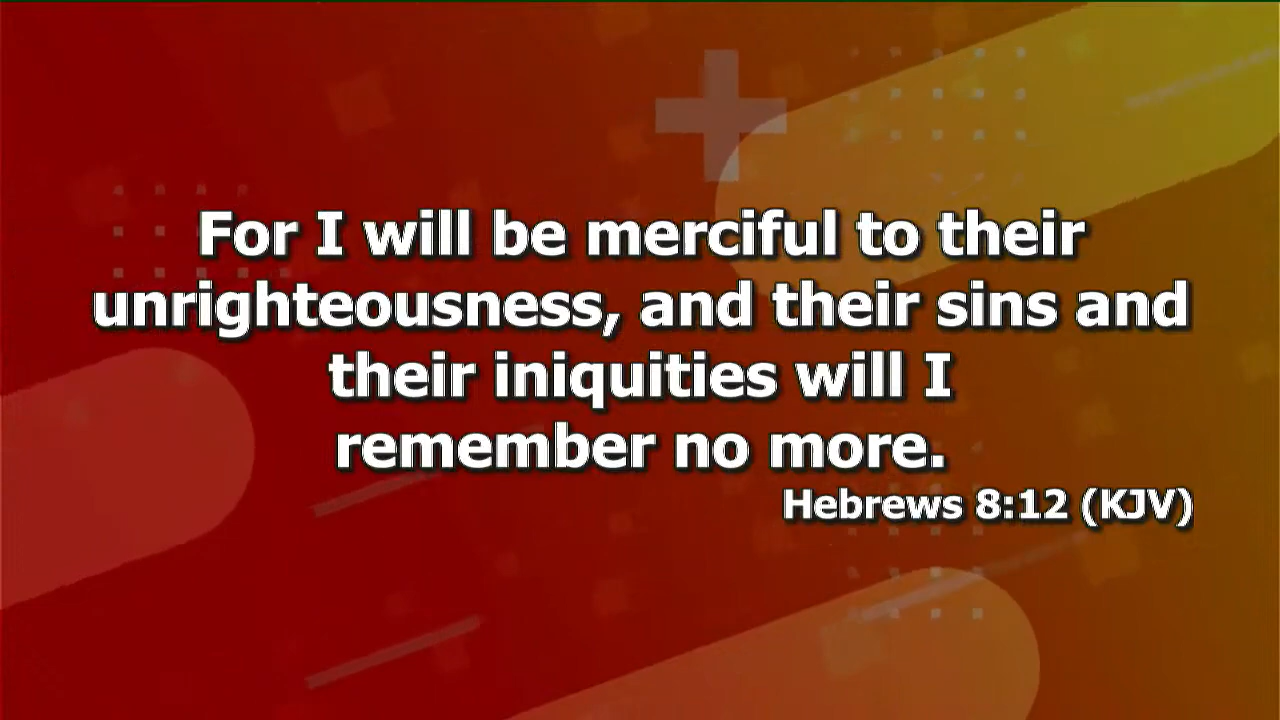 For I will be merciful to their
unrighteousness, and their sins and
their iniquities will I
remember no more.
Hebrews 8:12 (KJV)